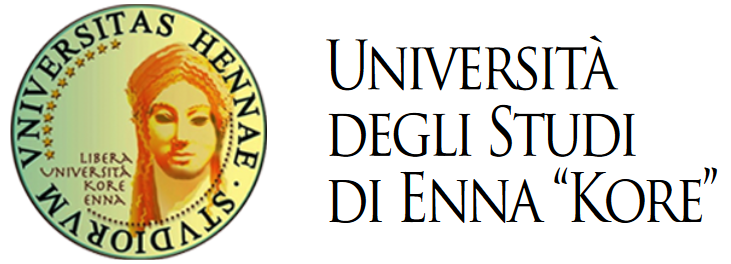 VNIVERSITAS HENNAE · STVDIORVM
LIBERA
UNIVERSITÀ
KORE
ENNA
UNIVERSITÀ
DEGLI STUDI
DI ENNA “KORE”